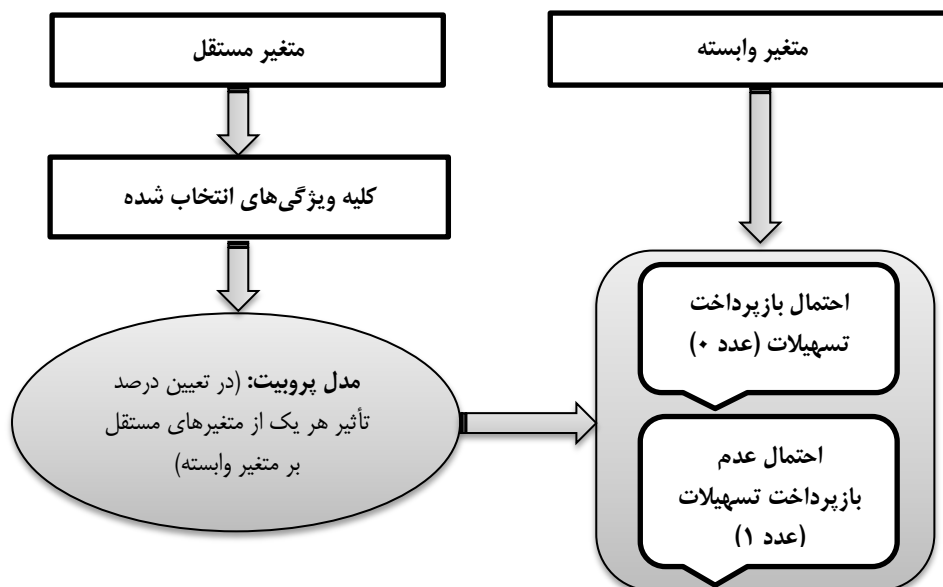 متغیر مستقل
متغیر وابسته
کلیه ویژگی‌های انتخاب شده
احتمال بازپرداخت
تسهیلات (عدد ۰)
مدل پروبیت: (در تعیین درصد
تأثیر هر یک از متغیرهای مستقل
بر متغیر وابسته)
احتمال عدم
بازپرداخت تسهیلات
(عدد ۱)